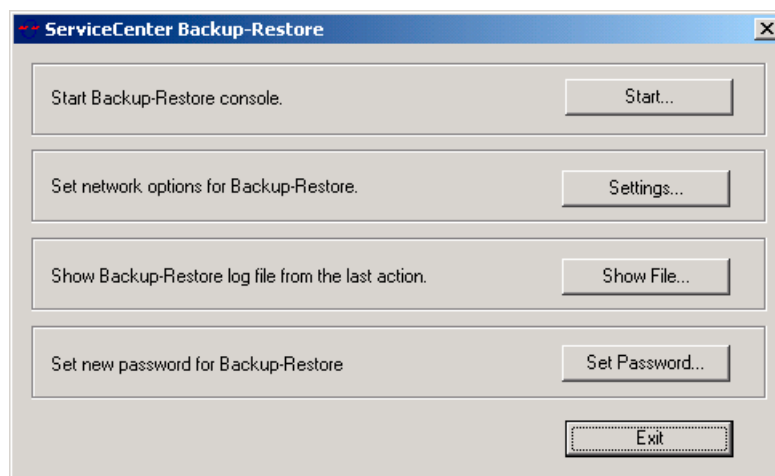 ServiceCenter Backup-Restore
Start Backup-Restore console.
Start...
Set network options for Backup-Restore.
Settings...
Show Backup-Restore log file from the last action.
Show File...
Set new password for Backup-Restore
Set Password...
Exit